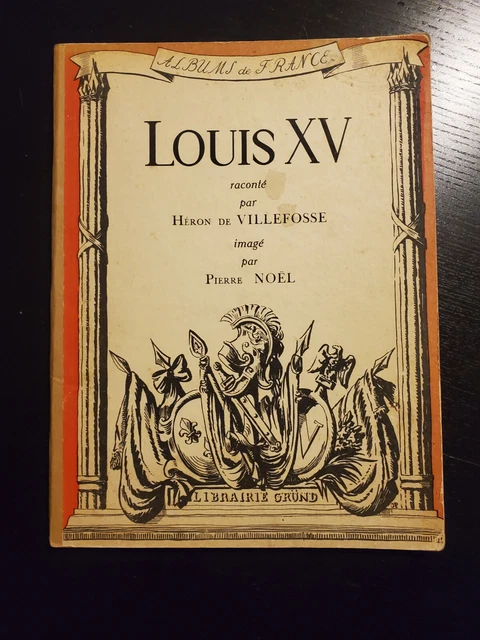 ALBUMS de FRANCE
LOUIS XV
raconté
par
HÉRON DE VILLEFOSSE
imagé
par
PIERRE NOËL
LIBRAIRIE GRÜND